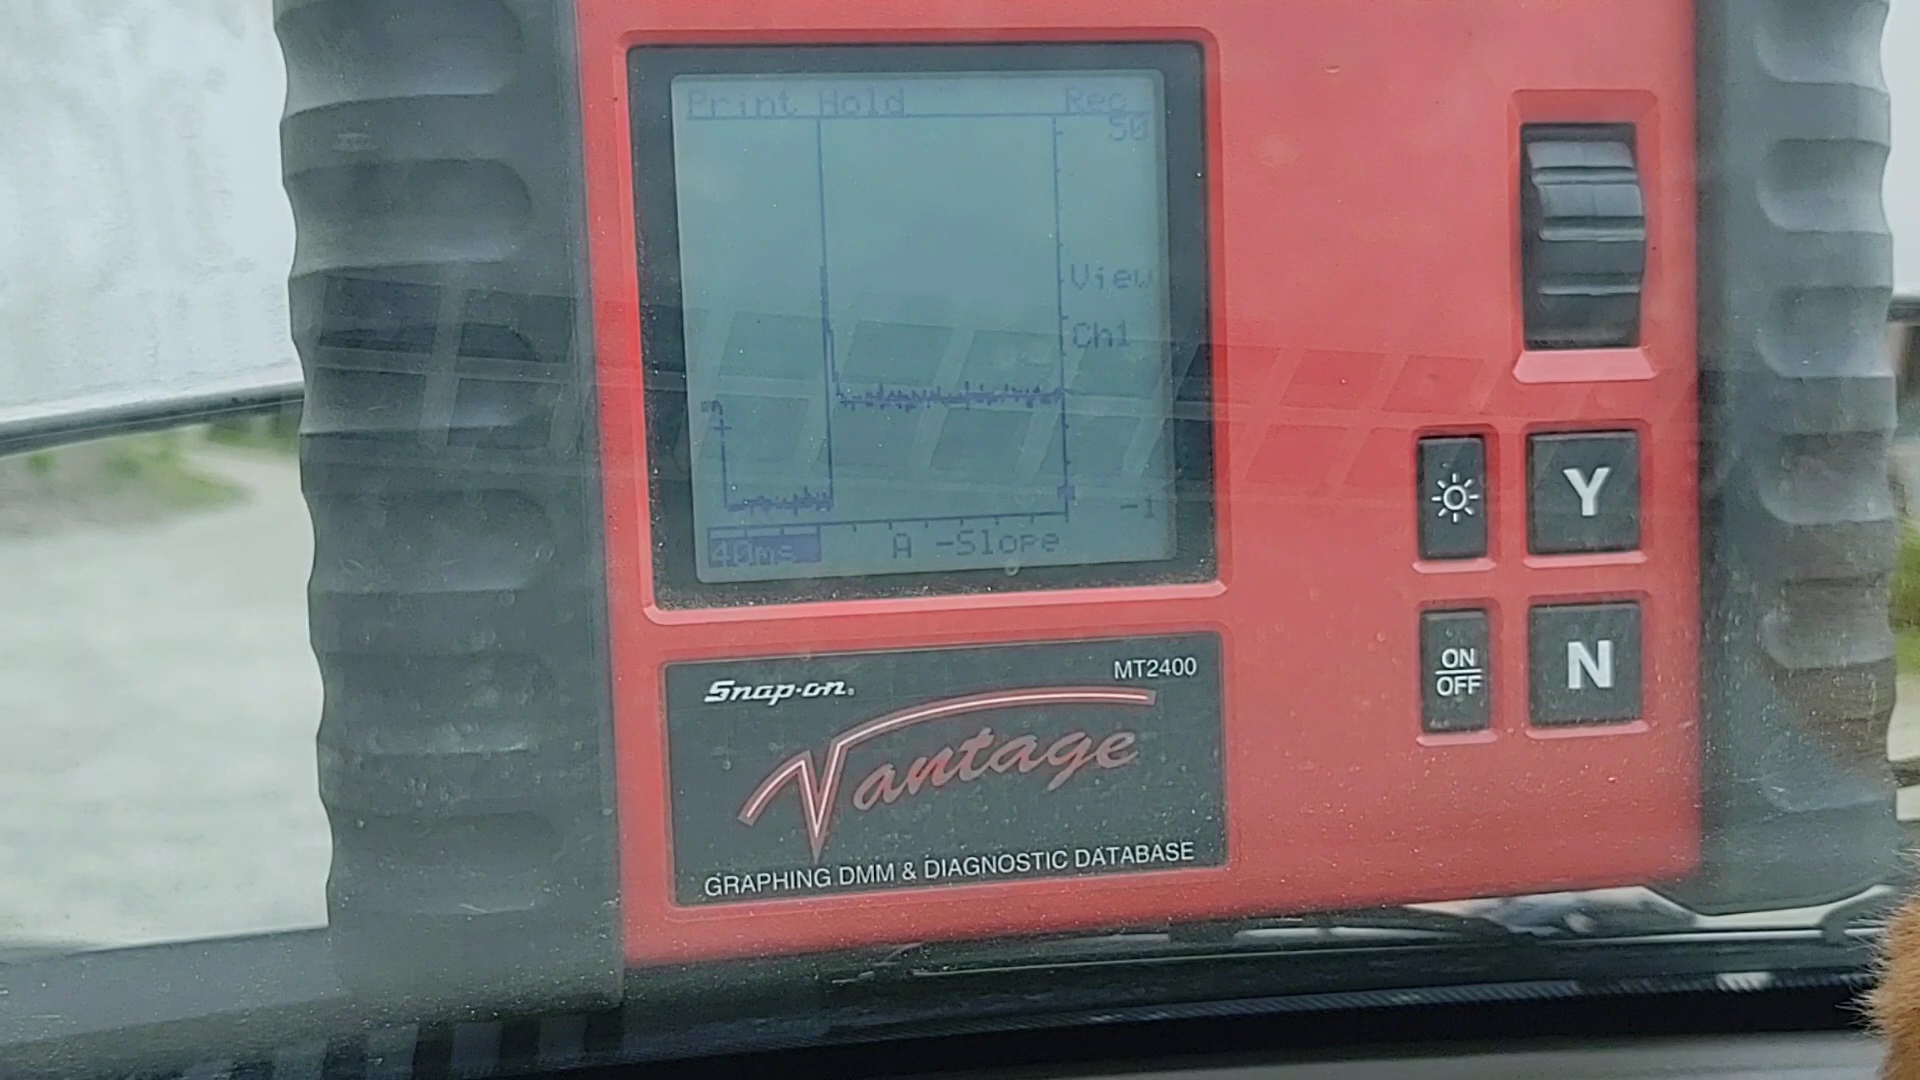 Print Hold Rec
50
View
Ch1
-1
40ms A -Slope
Y
ON
OFF
N
Snap-on® MT2400
Vantage
GRAPHING DMM & DIAGNOSTIC DATABASE